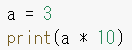 a = 3
print(a * 10)